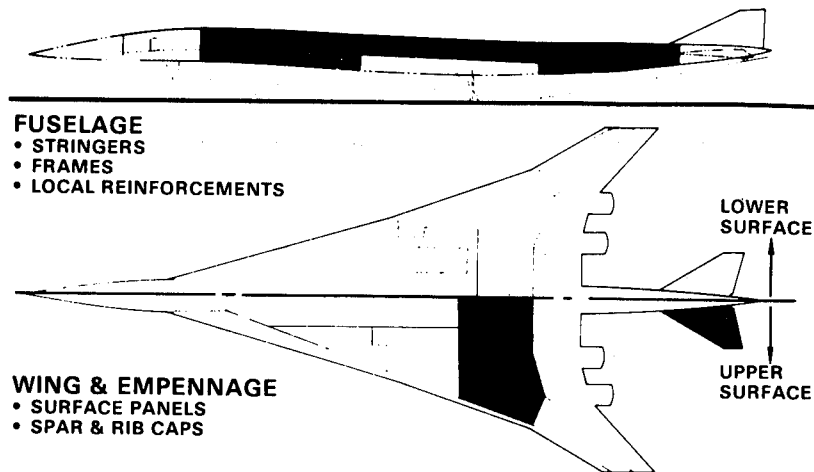 FUSELAGE
• STRINGERS
• FRAMES
• LOCAL REINFORCEMENTS
LOWER
SURFACE
UPPER
SURFACE
WING & EMPENNAGE
• SURFACE PANELS
• SPAR & RIB CAPS